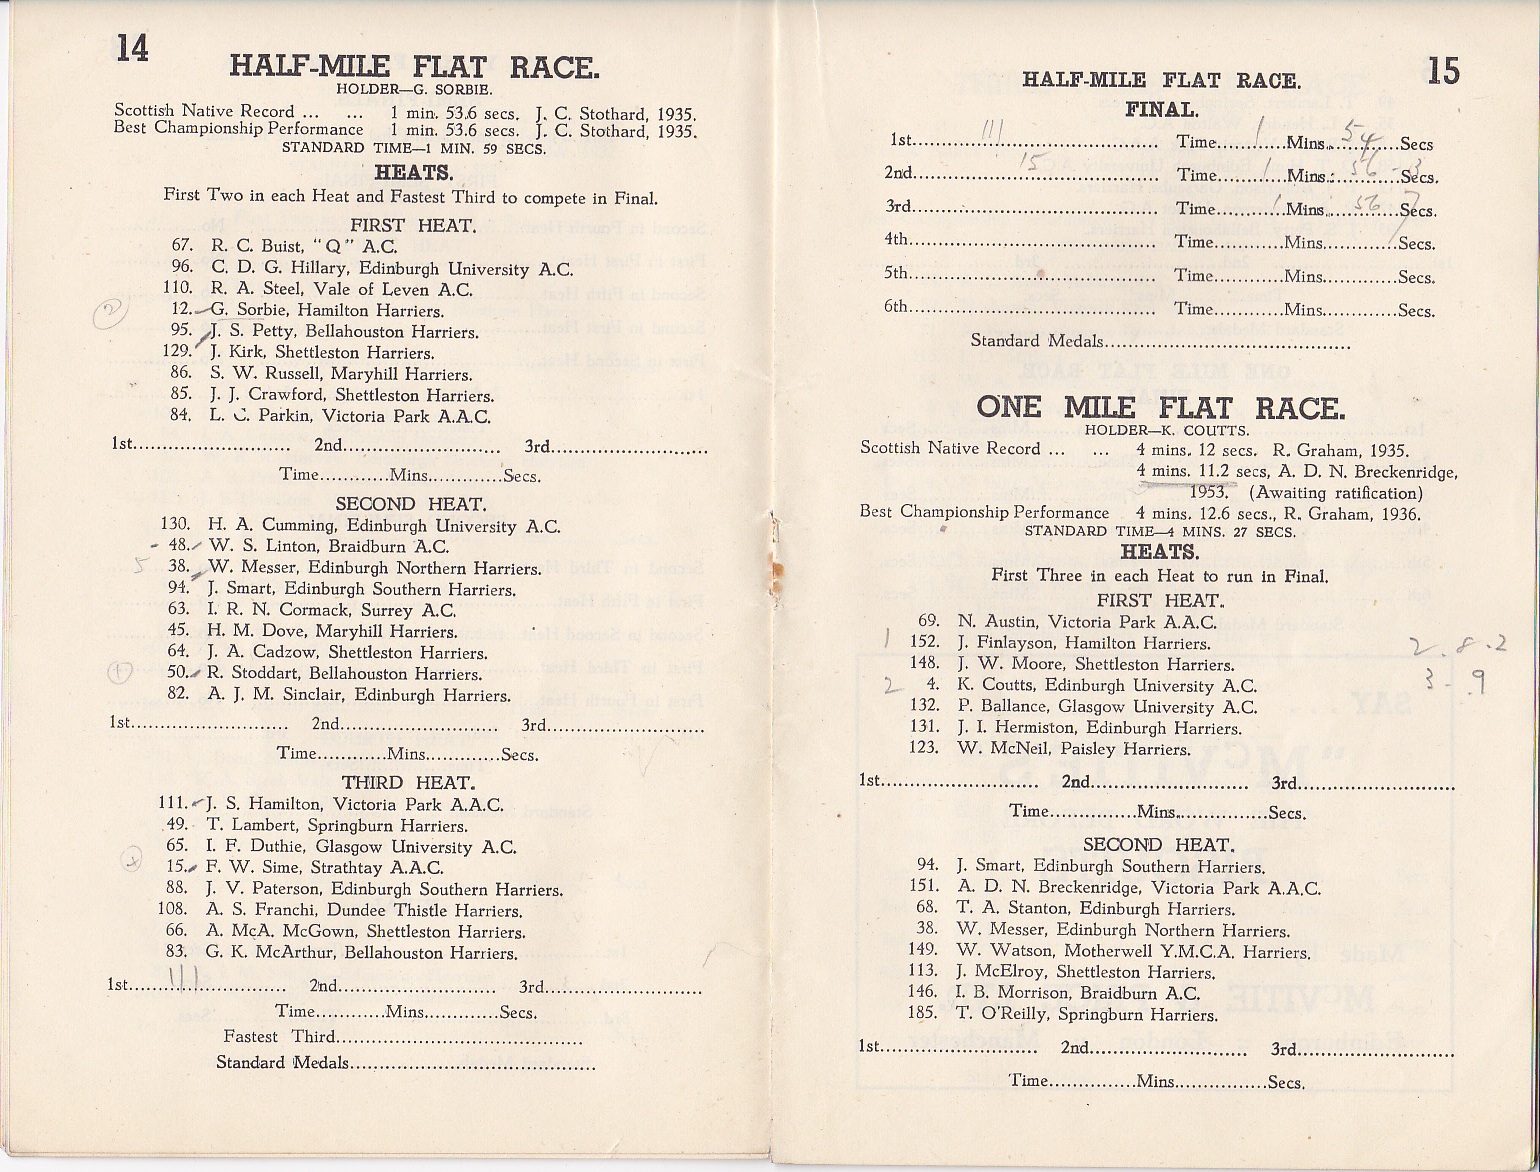 14
HALF-MILE FLAT RACE.
HOLDER—G. SORBIE.
Scottish Native Record ... ... 1 min. 53.6 secs. J. C. Stothard, 1935.
Best Championship Performance 1 min. 53.6 secs. J. C. Stothard, 1935.
STANDARD TIME—1 MIN. 59 SECS.
HEATS.
First Two in each Heat and Fastest Third to compete in Final.
FIRST HEAT.
67. R. C. Buist, "Q" A.C.
96. C. D. G. Hillary, Edinburgh University A.C.
110. R. A. Steel, Vale of Leven A.C.
2 12. G. Sorbie, Hamilton Harriers.
95. J. S. Petty, Bellahouston Harriers.
129. J. Kirk, Shettleston Harriers.
86. S. W. Russell, Maryhill Harriers.
85. J. J. Crawford, Shettleston Harriers.
84. L. C. Parkin, Victoria Park A.A.C.
1st.......................... 2nd.......................... 3rd..........................
Time............Mins............Secs.
SECOND HEAT.
130. H. A. Cumming, Edinburgh University A.C.
48. W. S. Linton, Braidburn A.C.
5 38. W. Messer, Edinburgh Northern Harriers.
94. J. Smart, Edinburgh Southern Harriers.
63. I. R. N. Cormack, Surrey A.C.
45. H. M. Dove, Maryhill Harriers.
64. J. A. Cadzow, Shettleston Harriers.
50. R. Stoddart, Bellahouston Harriers.
82. A. J. M. Sinclair, Edinburgh Harriers.
1st.......................... 2nd.......................... 3rd..........................
Time............Mins............Secs.
THIRD HEAT.
111. J. S. Hamilton, Victoria Park A.A.C.
49. T. Lambert, Springburn Harriers.
65. I. F. Duthie, Glasgow University A.C.
15. F. W. Sime, Strathtay A.A.C.
88. J. V. Paterson, Edinburgh Southern Harriers.
108. A. S. Franchi, Dundee Thistle Harriers.
66. A. McA. McGown, Shettleston Harriers.
83. G. K. McArthur, Bellahouston Harriers.
1st.....111..... 2nd.......................... 3rd..........................
Time............Mins............Secs.
Fastest Third....................................
Standard Medals....................................
15
HALF-MILE FLAT RACE.
FINAL.
1st.....111..... Time.....1.....Mins.....54.....Secs
2nd.....15..... Time.....1.....Mins.....56-3.....Secs.
3rd.......................... Time.....1.....Mins.....56 7.....Secs.
4th.......................... Time............Mins............Secs.
5th.......................... Time............Mins............Secs.
6th.......................... Time............Mins............Secs.
Standard Medals....................................
ONE MILE FLAT RACE.
HOLDER—K. COUTTS.
Scottish Native Record ... ... 4 mins. 12 secs. R. Graham, 1935.
4 mins. 11.2 secs, A. D. N. Breckenridge,
1953. (Awaiting ratification)
Best Championship Performance 4 mins. 12.6 secs., R. Graham, 1936.
STANDARD TIME—4 MINS. 27 SECS.
HEATS.
First Three in each Heat to run in Final.
FIRST HEAT.
69. N. Austin, Victoria Park A.A.C.
1 152. J. Finlayson, Hamilton Harriers. 2.8.2
148. J. W. Moore, Shettleston Harriers.
2 4. K. Coutts, Edinburgh University A.C. 3-.9
132. P. Ballance, Glasgow University A.C.
131. J. I. Hermiston, Edinburgh Harriers.
123. W. McNeil, Paisley Harriers.
1st.......................... 2nd.......................... 3rd..........................
Time..............Mins..............Secs.
SECOND HEAT.
94. J. Smart, Edinburgh Southern Harriers.
151. A. D. N. Breckenridge, Victoria Park A.A.C.
68. T. A. Stanton, Edinburgh Harriers.
38. W. Messer, Edinburgh Northern Harriers.
149. W. Watson, Motherwell Y.M.C.A. Harriers.
113. J. McElroy, Shettleston Harriers.
146. I. B. Morrison, Braidburn A.C.
185. T. O'Reilly, Springburn Harriers.
1st.......................... 2nd.......................... 3rd..........................
Time..............Mins..............Secs.